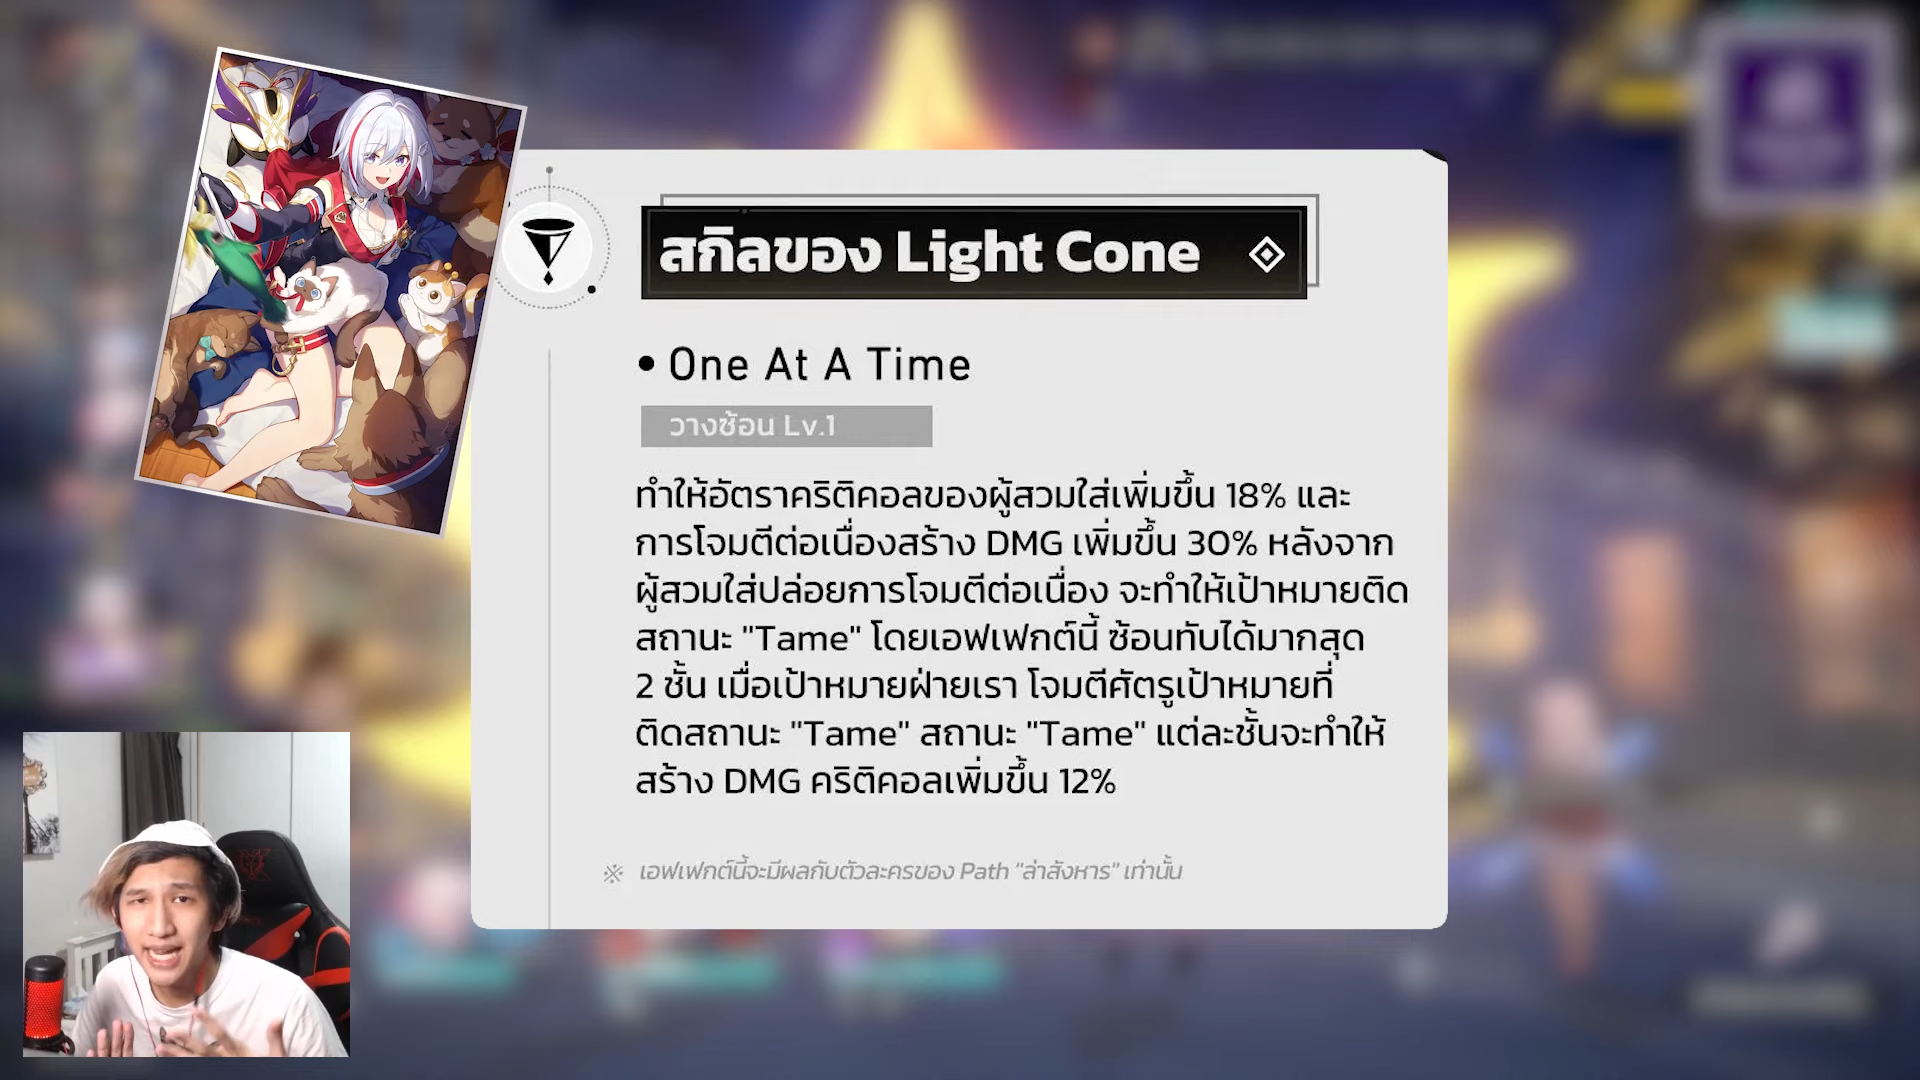 สกิลของ Light Cone
• One At A Time
วางซ้อน Lv.1
ทำให้อัตราคริติคอลของผู้สวมใส่เพิ่มขึ้น 18% และ
การโจมตีต่อเนื่องสร้าง DMG เพิ่มขึ้น 30% หลังจาก
ผู้สวมใส่ปล่อยการโจมตีต่อเนื่อง จะทำให้เป้าหมายติด
สถานะ "Tame" โดยเอฟเฟกต์นี้ ซ้อนทับได้มากสุด
2 ชั้น เมื่อเป้าหมายฝ่ายเรา โจมตีศัตรูเป้าหมายที่
ติดสถานะ "Tame" สถานะ "Tame" แต่ละชั้นจะทำให้
สร้าง DMG คริติคอลเพิ่มขึ้น 12%
※ เอฟเฟกต์นี้จะมีผลกับตัวละครของ Path "ล่าสังหาร" เท่านั้น